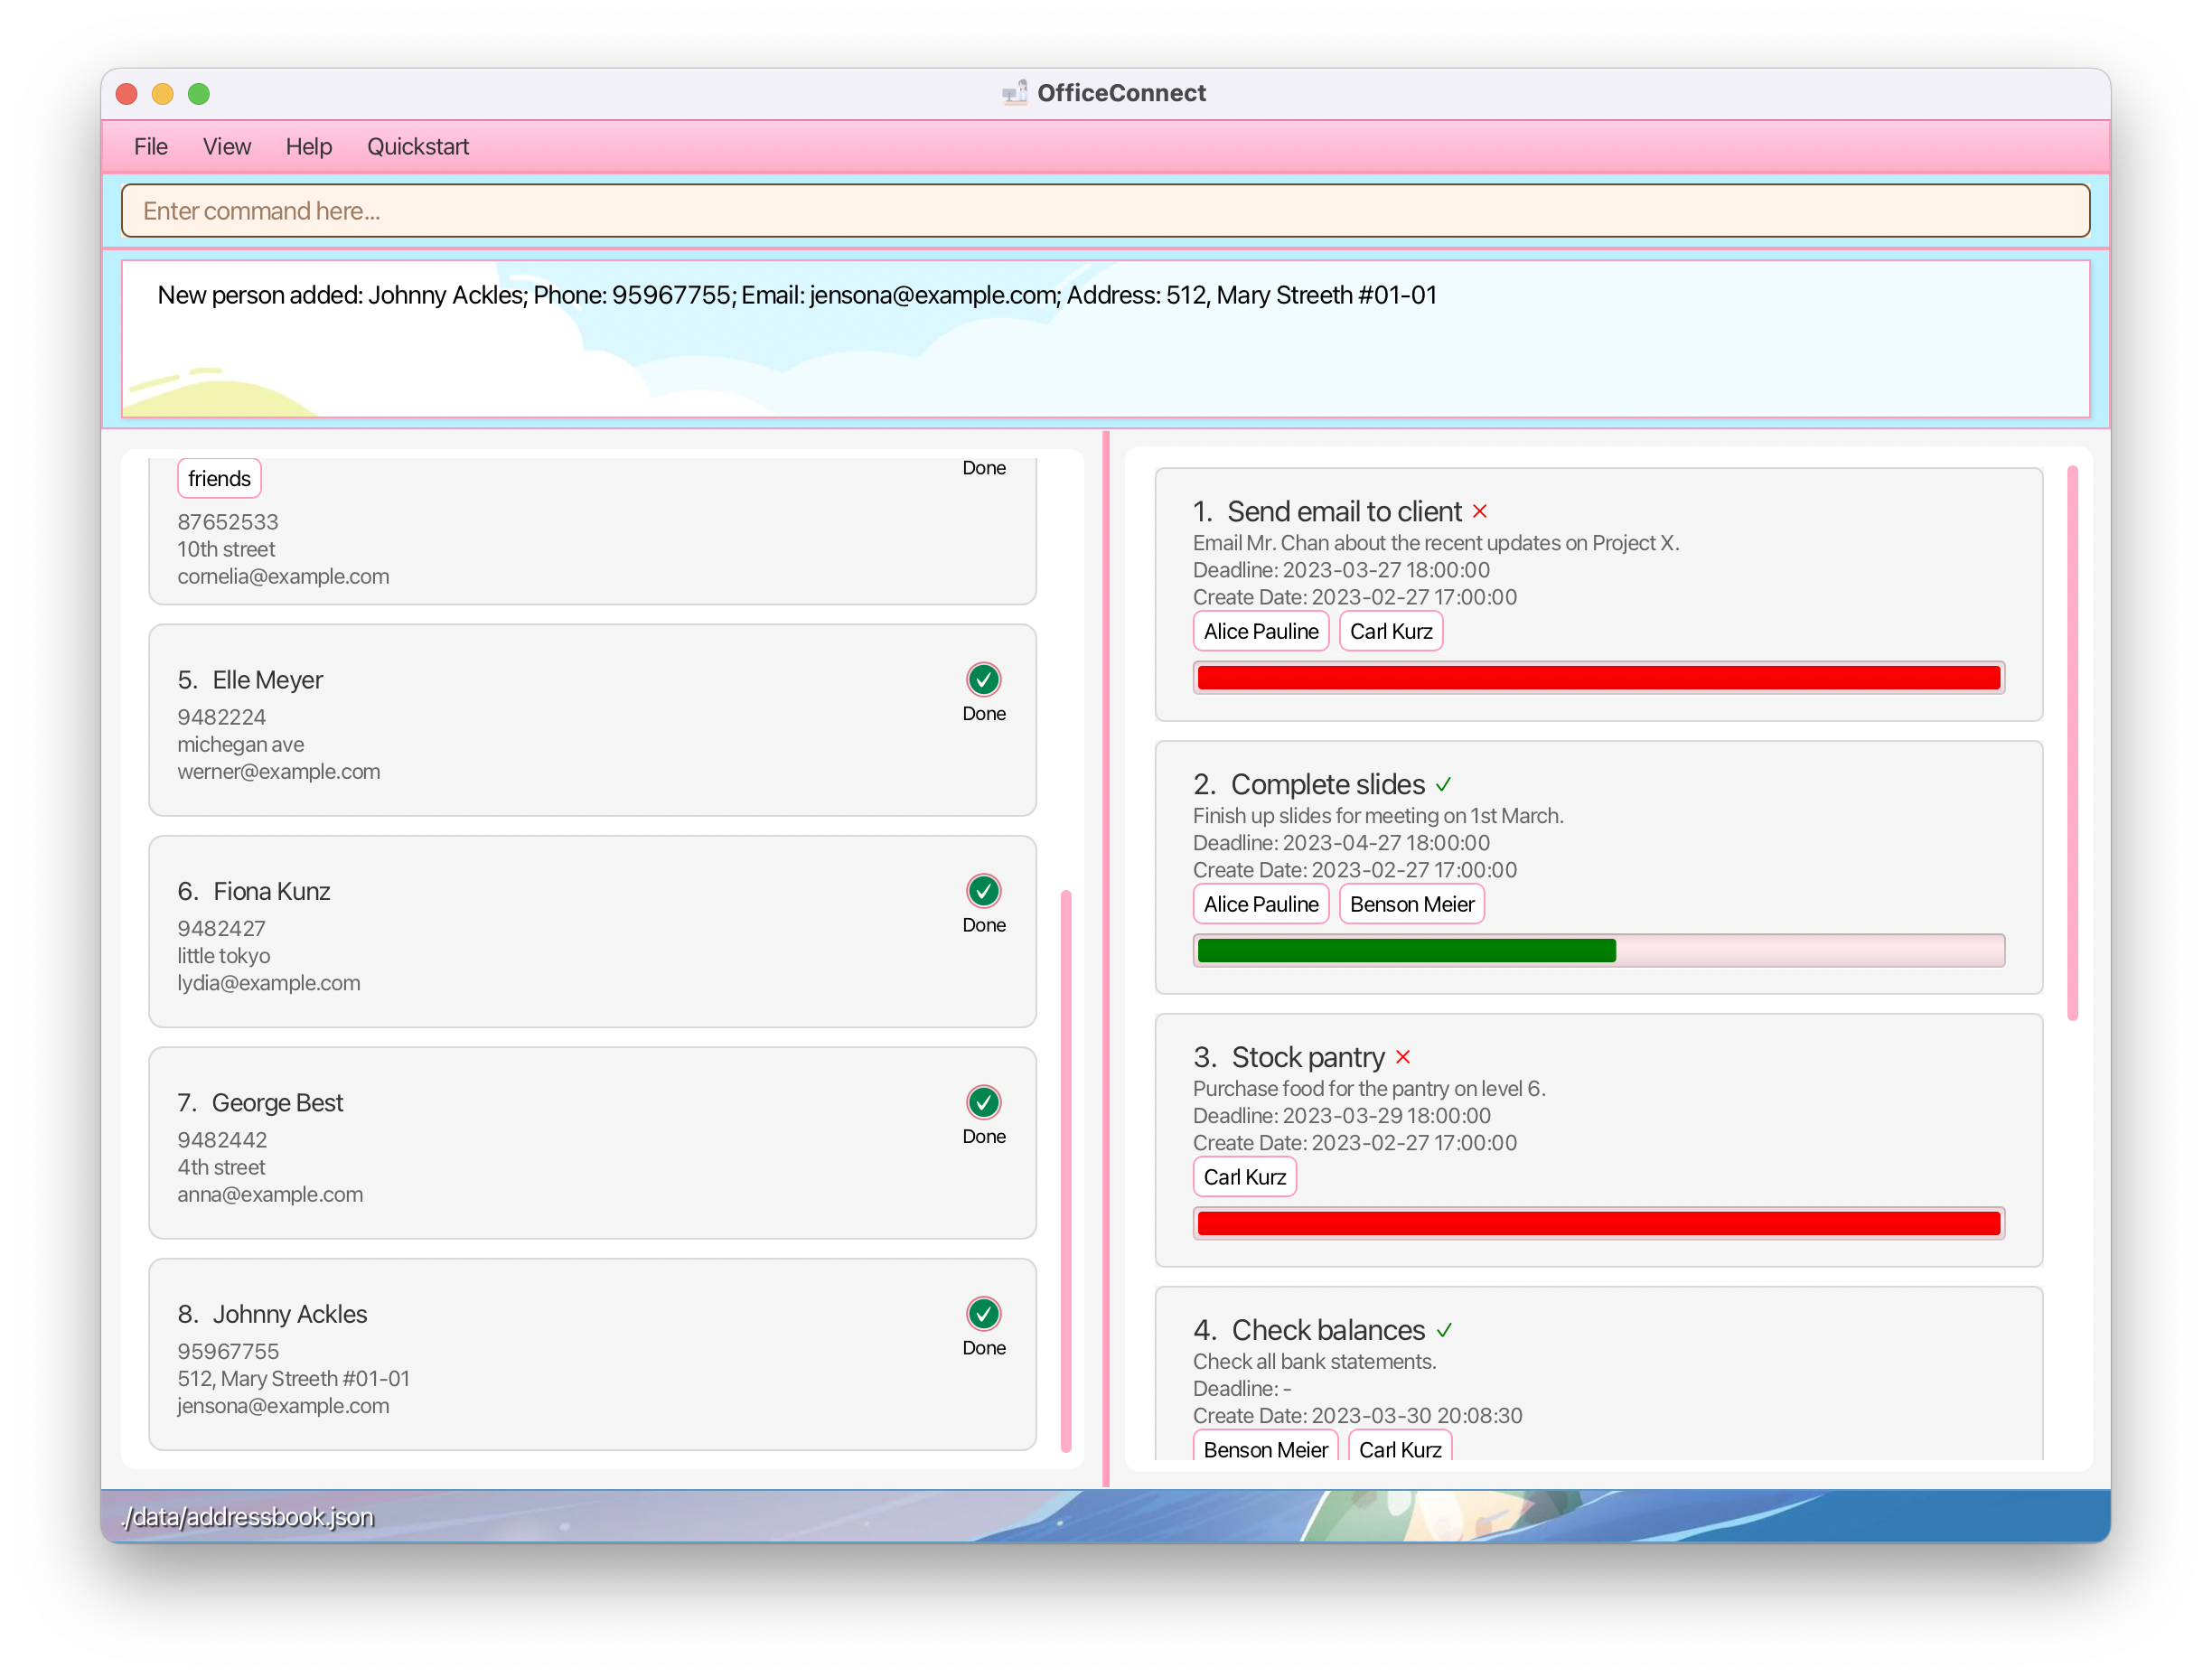 OfficeConnect
File View Help Quickstart
Enter command here...
New person added: Johnny Ackles; Phone: 95967755; Email: jensona@example.com; Address: 512, Mary Streeth #01-01
friends
Done
87652533
10th street
cornelia@example.com
5. Elle Meyer
Done
9482224
michegan ave
werner@example.com
6. Fiona Kunz
Done
9482427
little tokyo
lydia@example.com
7. George Best
Done
9482442
4th street
anna@example.com
8. Johnny Ackles
Done
95967755
512, Mary Streeth #01-01
jensona@example.com
1. Send email to client
Email Mr. Chan about the recent updates on Project X.
Deadline: 2023-03-27 18:00:00
Create Date: 2023-02-27 17:00:00
Alice Pauline Carl Kurz
2. Complete slides
Finish up slides for meeting on 1st March.
Deadline: 2023-04-27 18:00:00
Create Date: 2023-02-27 17:00:00
Alice Pauline Benson Meier
3. Stock pantry
Purchase food for the pantry on level 6.
Deadline: 2023-03-29 18:00:00
Create Date: 2023-02-27 17:00:00
Carl Kurz
4. Check balances
Check all bank statements.
Deadline: -
Create Date: 2023-03-30 20:08:30
Benson Meier Carl Kurz
./data/addressbook.json